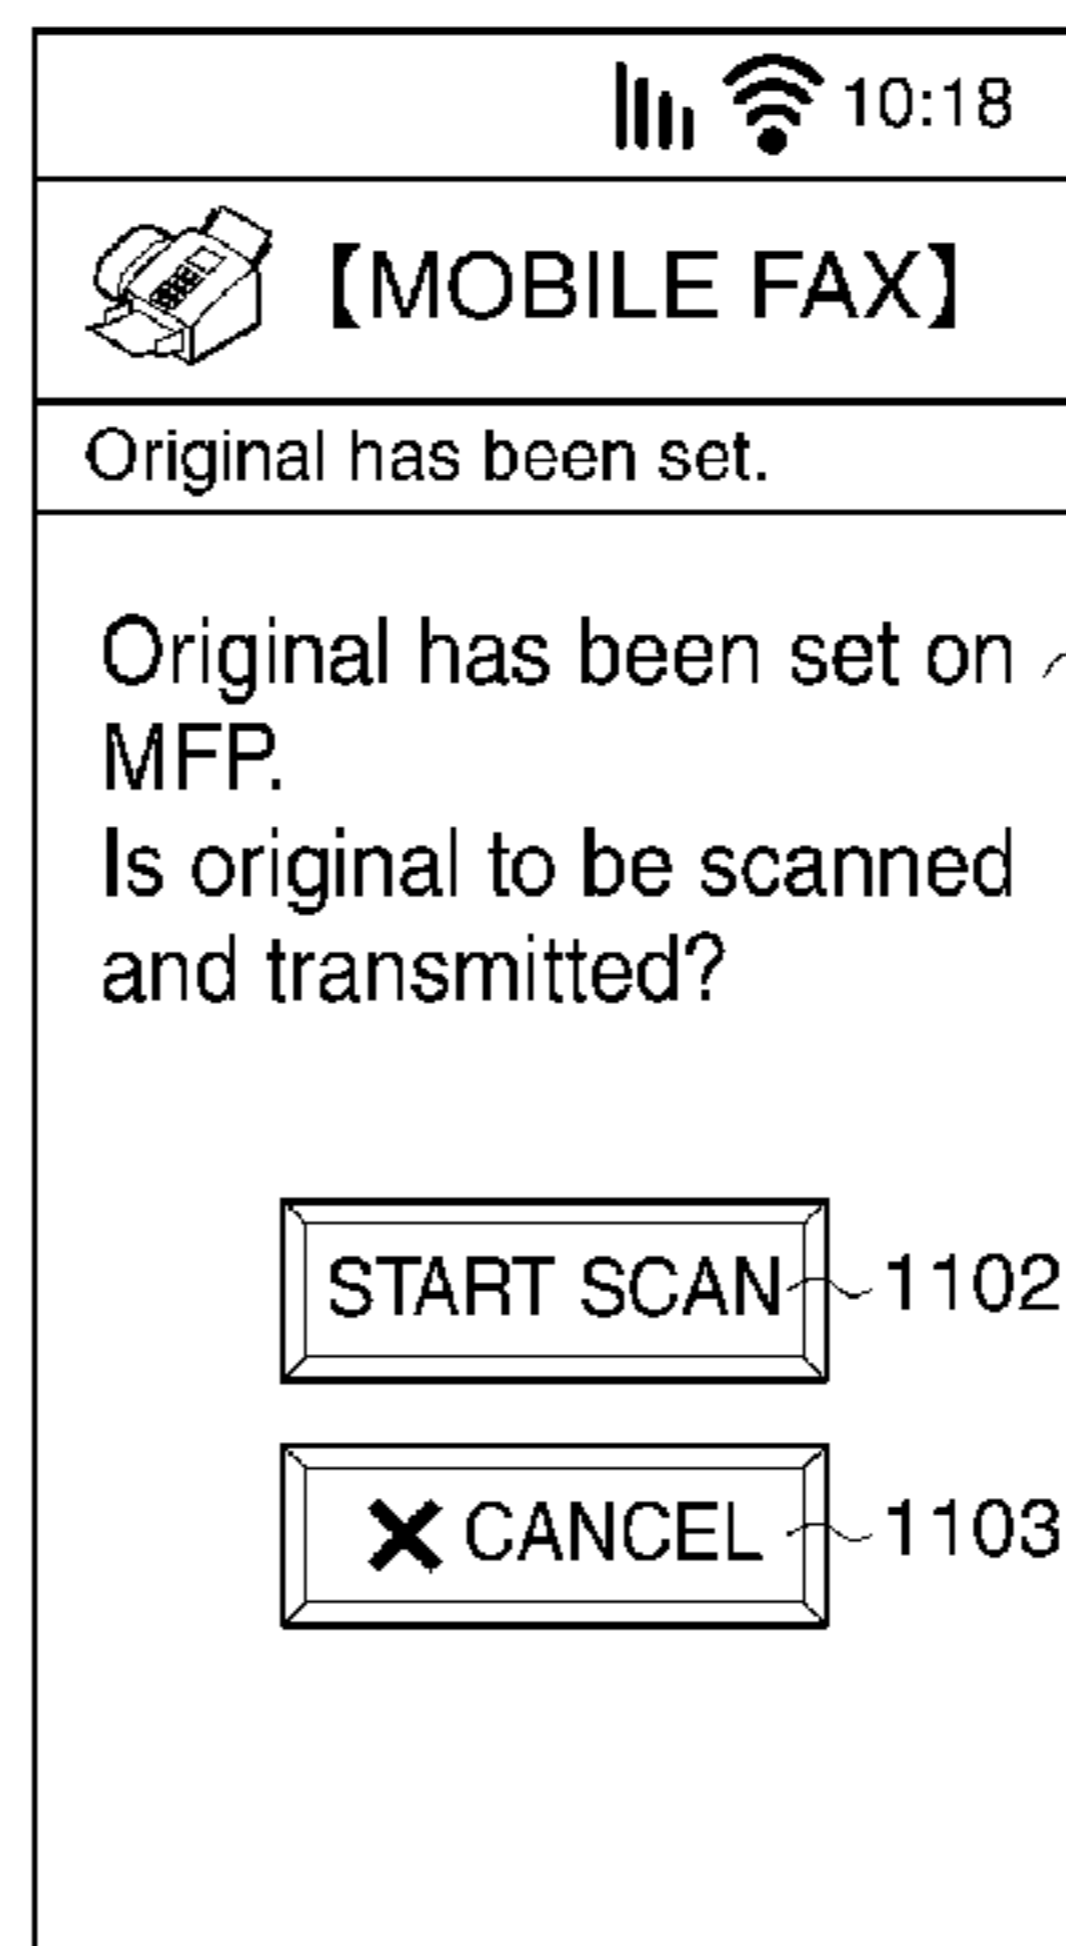 10:18
【MOBILE FAX】
Original has been set.
Original has been set on
MFP.
Is original to be scanned
and transmitted?
START SCAN 1102
CANCEL 1103